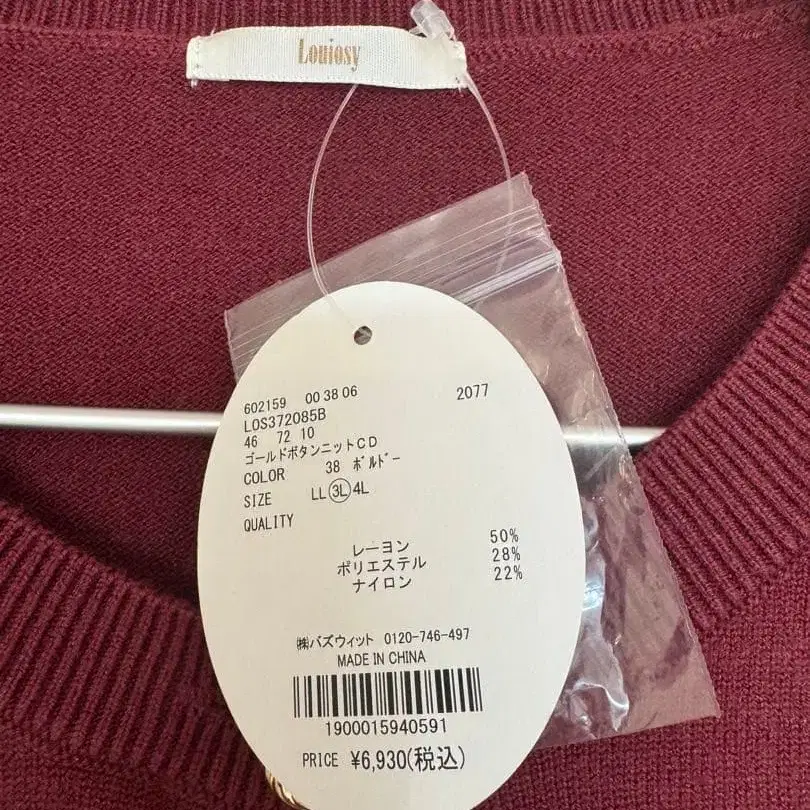 Louiosy
602159 00 38 06 2077
LOS372085B
46 72 10
ゴールドボタンニットCD
COLOR 38 ボルドー
SIZE LL 3L 4L
QUALITY
レーヨン 50%
ポリエステル 28%
ナイロン 22%
㈱バズウィット 0120-746-497
MADE IN CHINA
1900015940591
PRICE ¥6,930(税込)